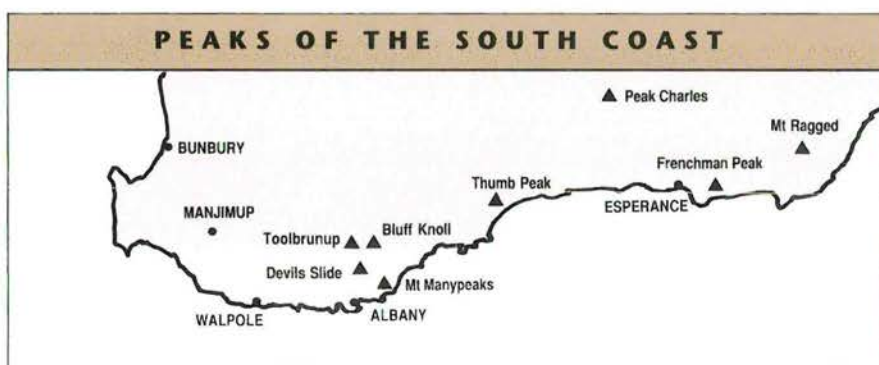 PEAKS OF THE SOUTH COAST
Peak Charles
Mt Ragged
BUNBURY
Frenchman Peak
Thumb Peak
ESPERANCE
MANJIMUP
Toolbrunup
Bluff Knoll
Devils Slide
Mt Manypeaks
WALPOLE
ALBANY